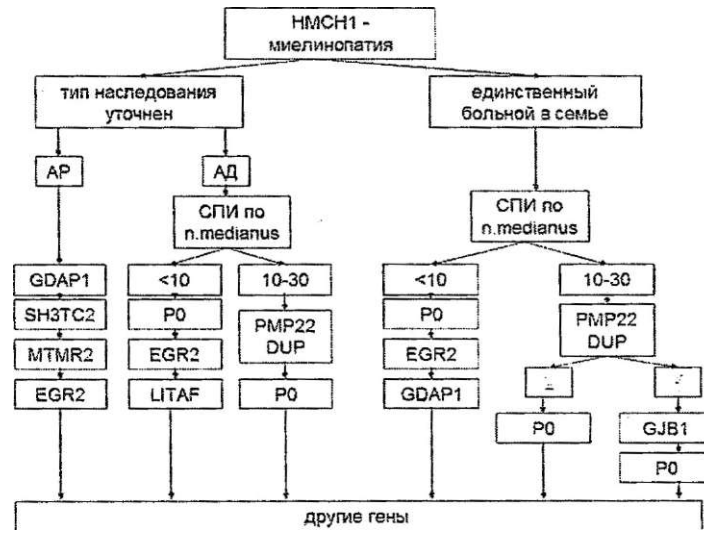 НМСН1 -
миелинопатия
тип наследования
уточнен
единственный
больной в семье
АР
АД
СПИ по
n.medianus
СПИ по
n.medianus
GDAP1
<10
10-30
<10
10-30
SH3TC2
P0
PMP22
DUP
P0
PMP22
DUP
MTMR2
EGR2
EGR2
EGR2
LITAF
P0
GDAP1
P0
GJB1
P0
другие гены